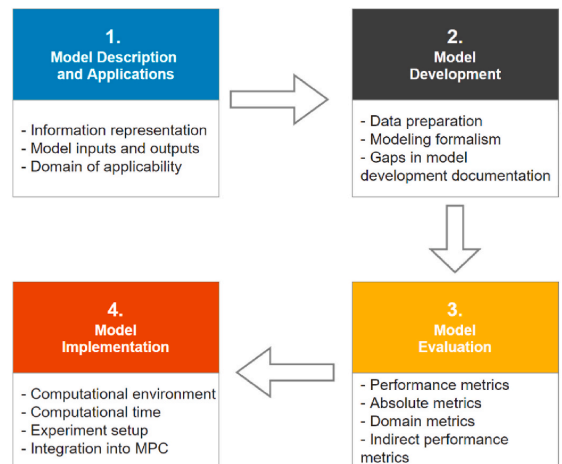 1.
Model Description
and Applications
- Information representation
- Model inputs and outputs
- Domain of applicability
2.
Model
Development
- Data preparation
- Modeling formalism
- Gaps in model
development documentation
3.
Model
Evaluation
- Performance metrics
- Absolute metrics
- Domain metrics
- Indirect performance
metrics
4.
Model
Implementation
- Computational environment
- Computational time
- Experiment setup
- Integration into MPC